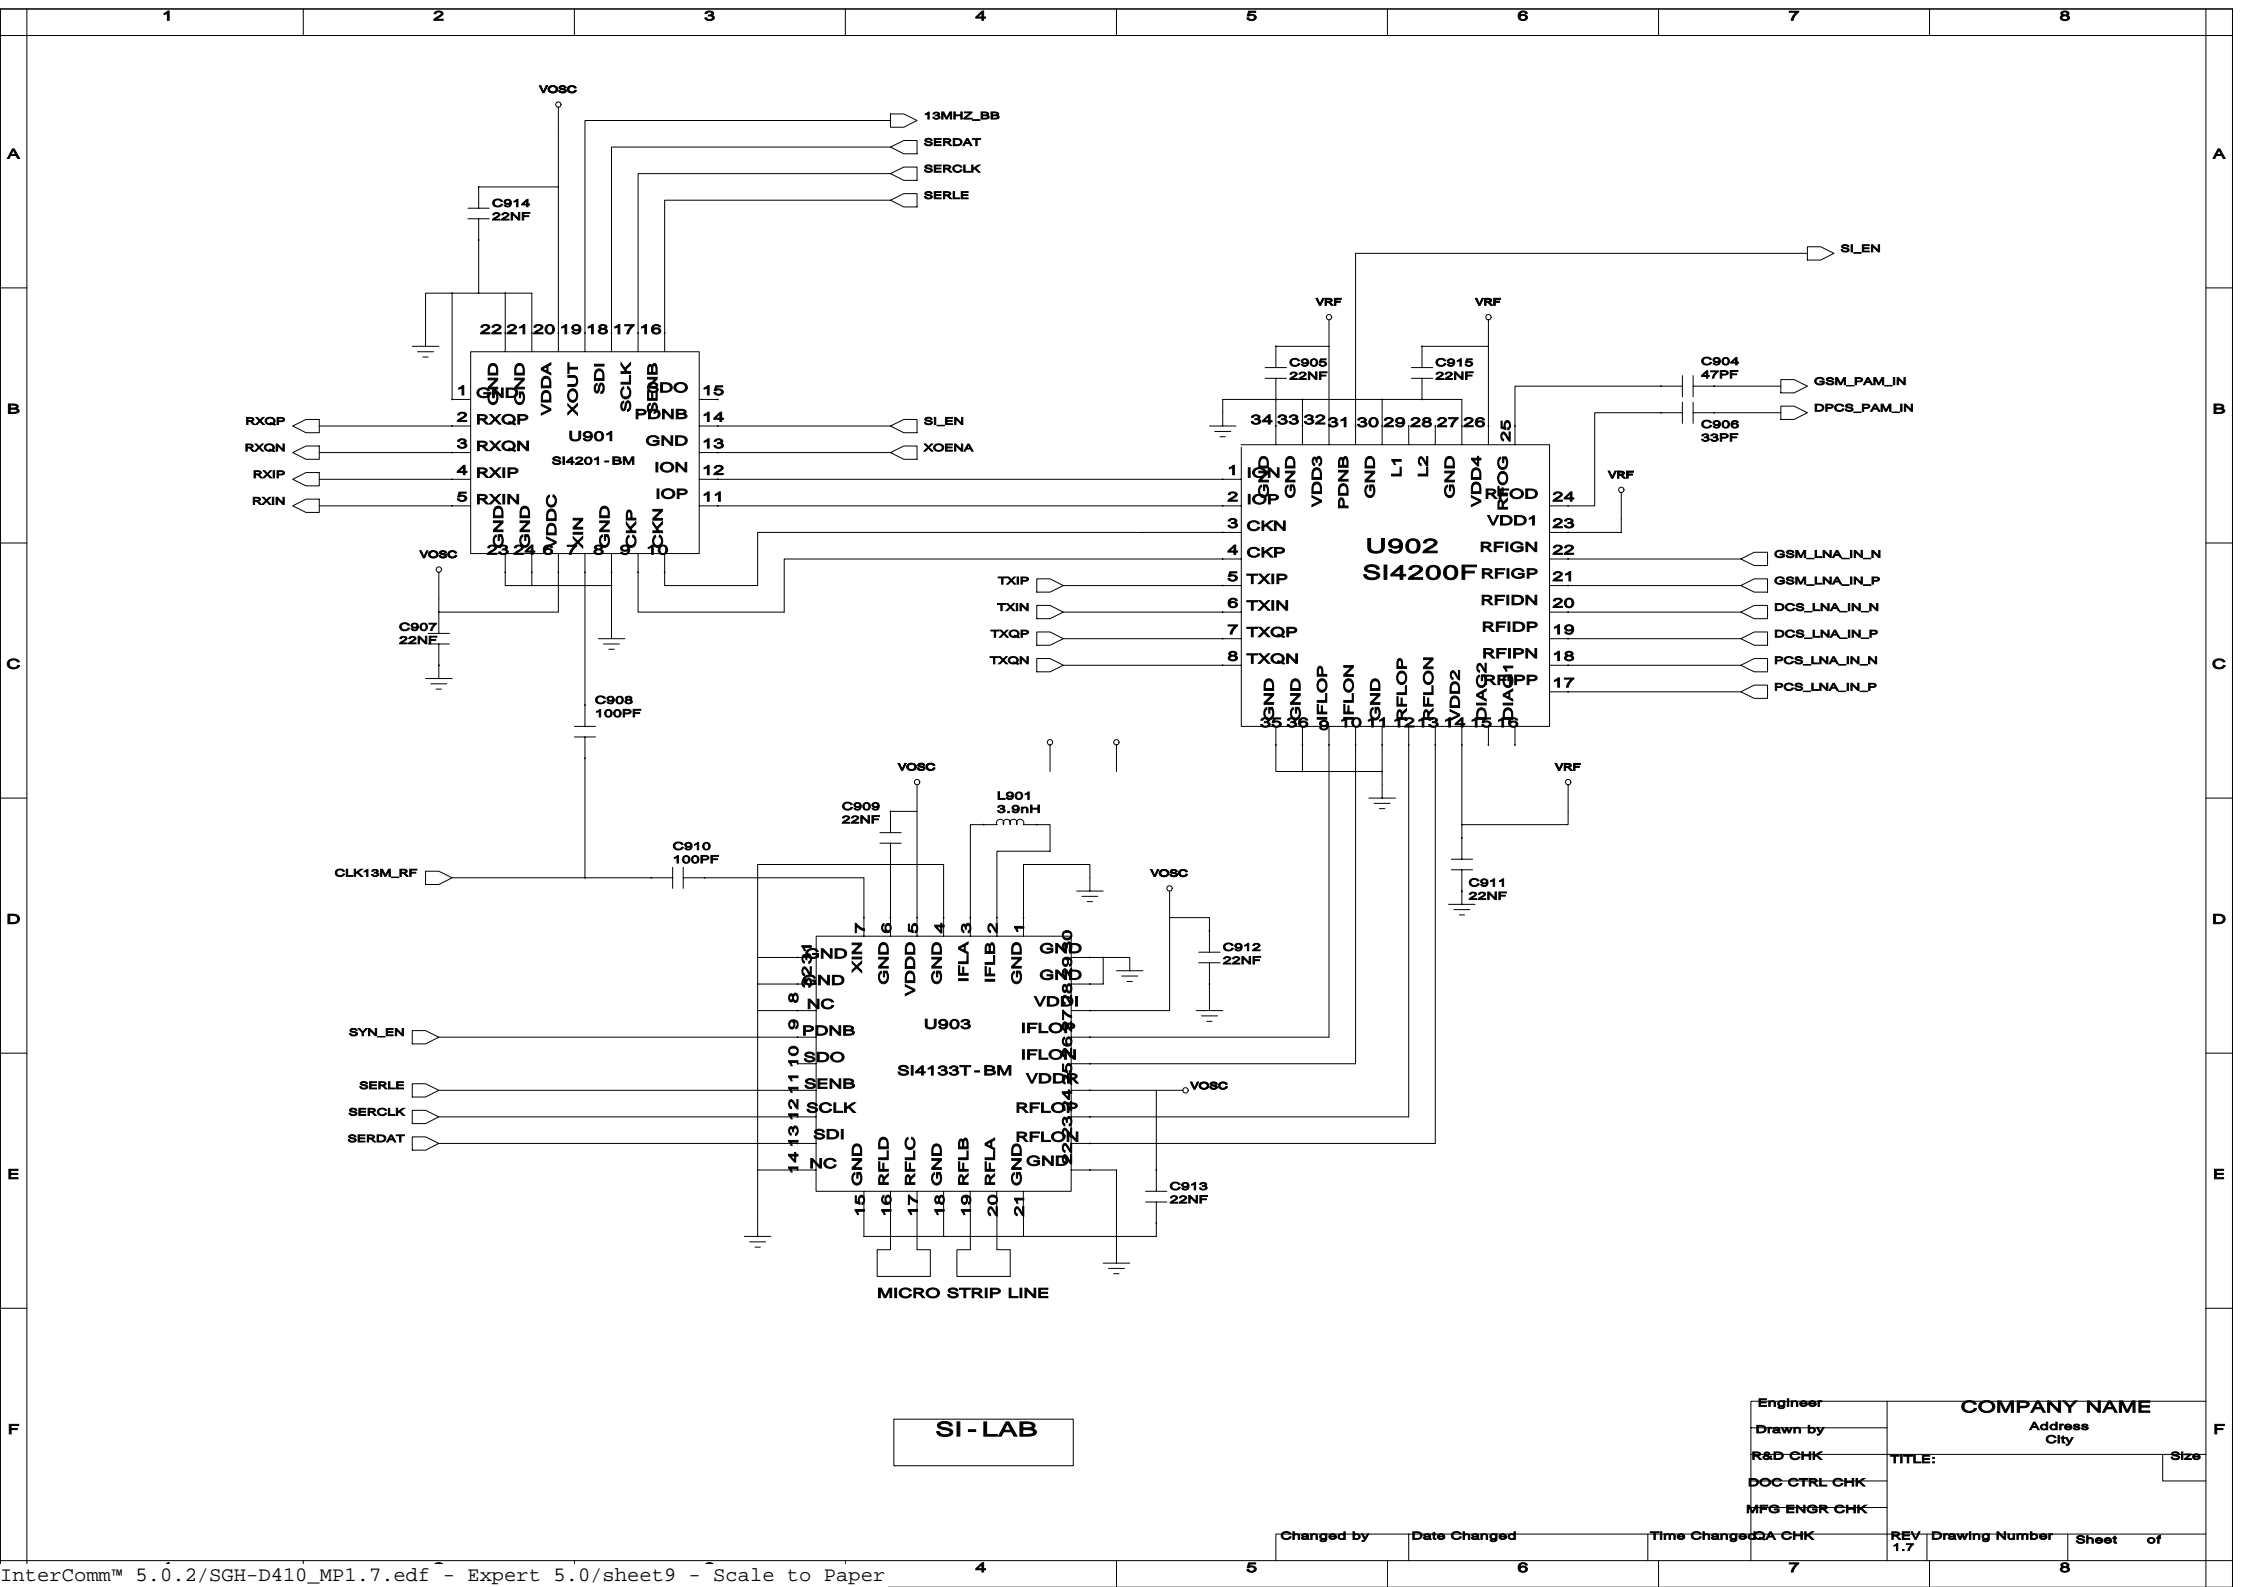 1 2 3 4 5 6 7 8
A A
B B
C C
D D
E E
F F
VOSC
13MHZ_BB
SERDAT
SERCLK
SERLE
C914
22NF
22 21 20 19 18 17 16
GND GND VDDA XOUT SDI SCLK SENB
1 GND
2 RXQP
3 RXQN
4 RXIP
5 RXIN
RXQP
RXQN
RXIP
RXIN
U901
SI4201-BM
SDO 15
PDNB 14
GND 13
ION 12
IOP 11
SI_EN
XOENA
GND GND VDDC XIN GND CKP CKN
23 24 6 7 8 9 10
VOSC
C907
22NF
C908
100PF
SI_EN
VRF
VRF
C905
22NF
C915
22NF
C904
47PF
GSM_PAM_IN
DPCS_PAM_IN
C906
33PF
34 33 32 31 30 29 28 27 26 25
GND GND VDD3 PDNB GND L1 L2 GND VDD4 RFOG
1 ION
2 IOP
3 CKN
4 CKP
5 TXIP
6 TXIN
7 TXQP
8 TXQN
TXIP
TXIN
TXQP
TXQN
U902
SI4200F
VRF
RFOD 24
VDD1 23
RFIGN 22
RFIGP 21
RFIDN 20
RFIDP 19
RFIPN 18
RFIPP 17
GSM_LNA_IN_N
GSM_LNA_IN_P
DCS_LNA_IN_N
DCS_LNA_IN_P
PCS_LNA_IN_N
PCS_LNA_IN_P
GND GND IFLOP IFLON GND RFLOP RFLON VDD2 DIAG2 DIAG1
35 36 9 10 11 12 13 14 15 16
VRF
C911
22NF
VOSC
C909
22NF
L901
3.9nH
C910
100PF
CLK13M_RF
VOSC
C912
22NF
7 6 5 4 3 2 1
XIN GND VDDD GND IFLA IFLB GND
31 GND
32 GND
8 NC
9 PDNB
10 SDO
11 SENB
12 SCLK
13 SDI
14 NC
SYN_EN
SERLE
SERCLK
SERDAT
U903
SI4133T-BM
GND 30
GND 29
VDDI 28
IFLOP 27
IFLON 26
VDDR 25
RFLOP 24
RFLON 23
GND 22
VOSC
GND RFLD RFLC GND RFLB RFLA GND
15 16 17 18 19 20 21
C913
22NF
MICRO STRIP LINE
SI-LAB
Engineer
Drawn by
R&D CHK
DOC CTRL CHK
MFG ENGR CHK
QA CHK
COMPANY NAME
Address
City
TITLE:
Size
Changed by
Date Changed
Time Changed
REV
1.7
Drawing Number
Sheet of
4 5 6 7 8
InterComm™ 5.0.2/SGH-D410_MP1.7.edf - Expert 5.0/sheet9 - Scale to Paper